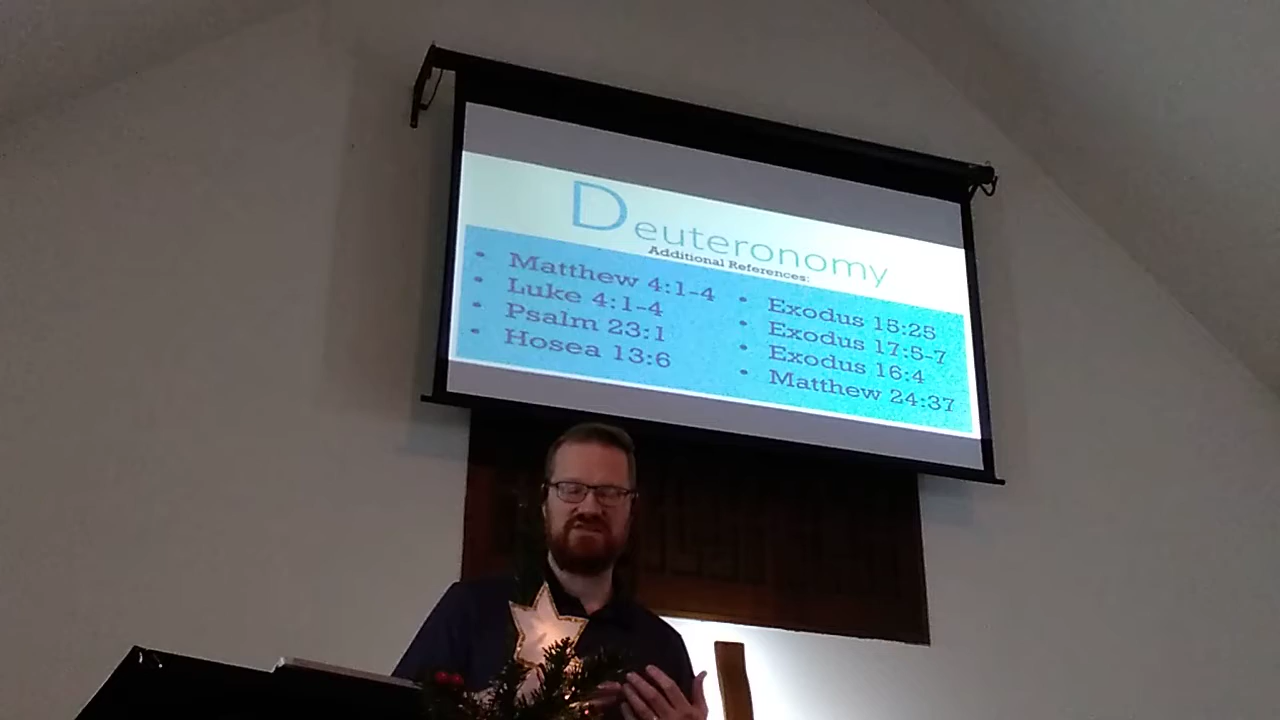 Deuteronomy
Additional References:
• Matthew 4:1-4
• Luke 4:1-4
• Psalm 23:1
• Hosea 13:6
• Exodus 15:25
• Exodus 17:5-7
• Exodus 16:4
• Matthew 24:37